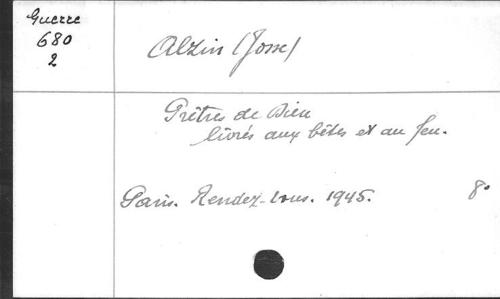 Guerre
680
2
Alzin (Josse)
Prêtres de Dieu
livrés aux bêtes et au feu.
Paris. Rendez-vous. 1945. 8°